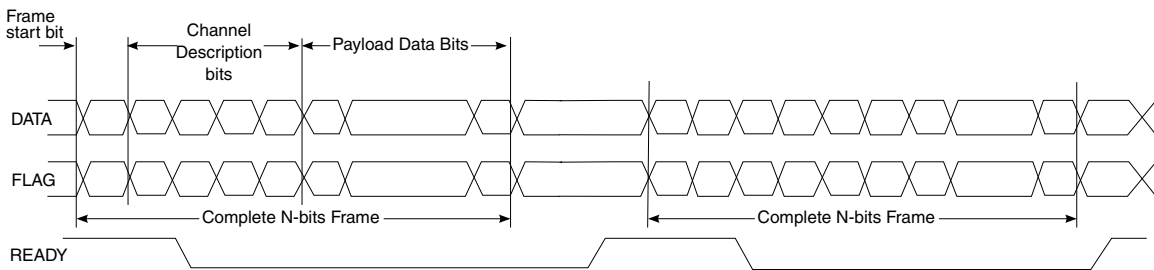 Frame
start bit
Channel
Description
bits
Payload Data Bits
DATA
FLAG
Complete N-bits Frame
Complete N-bits Frame
READY